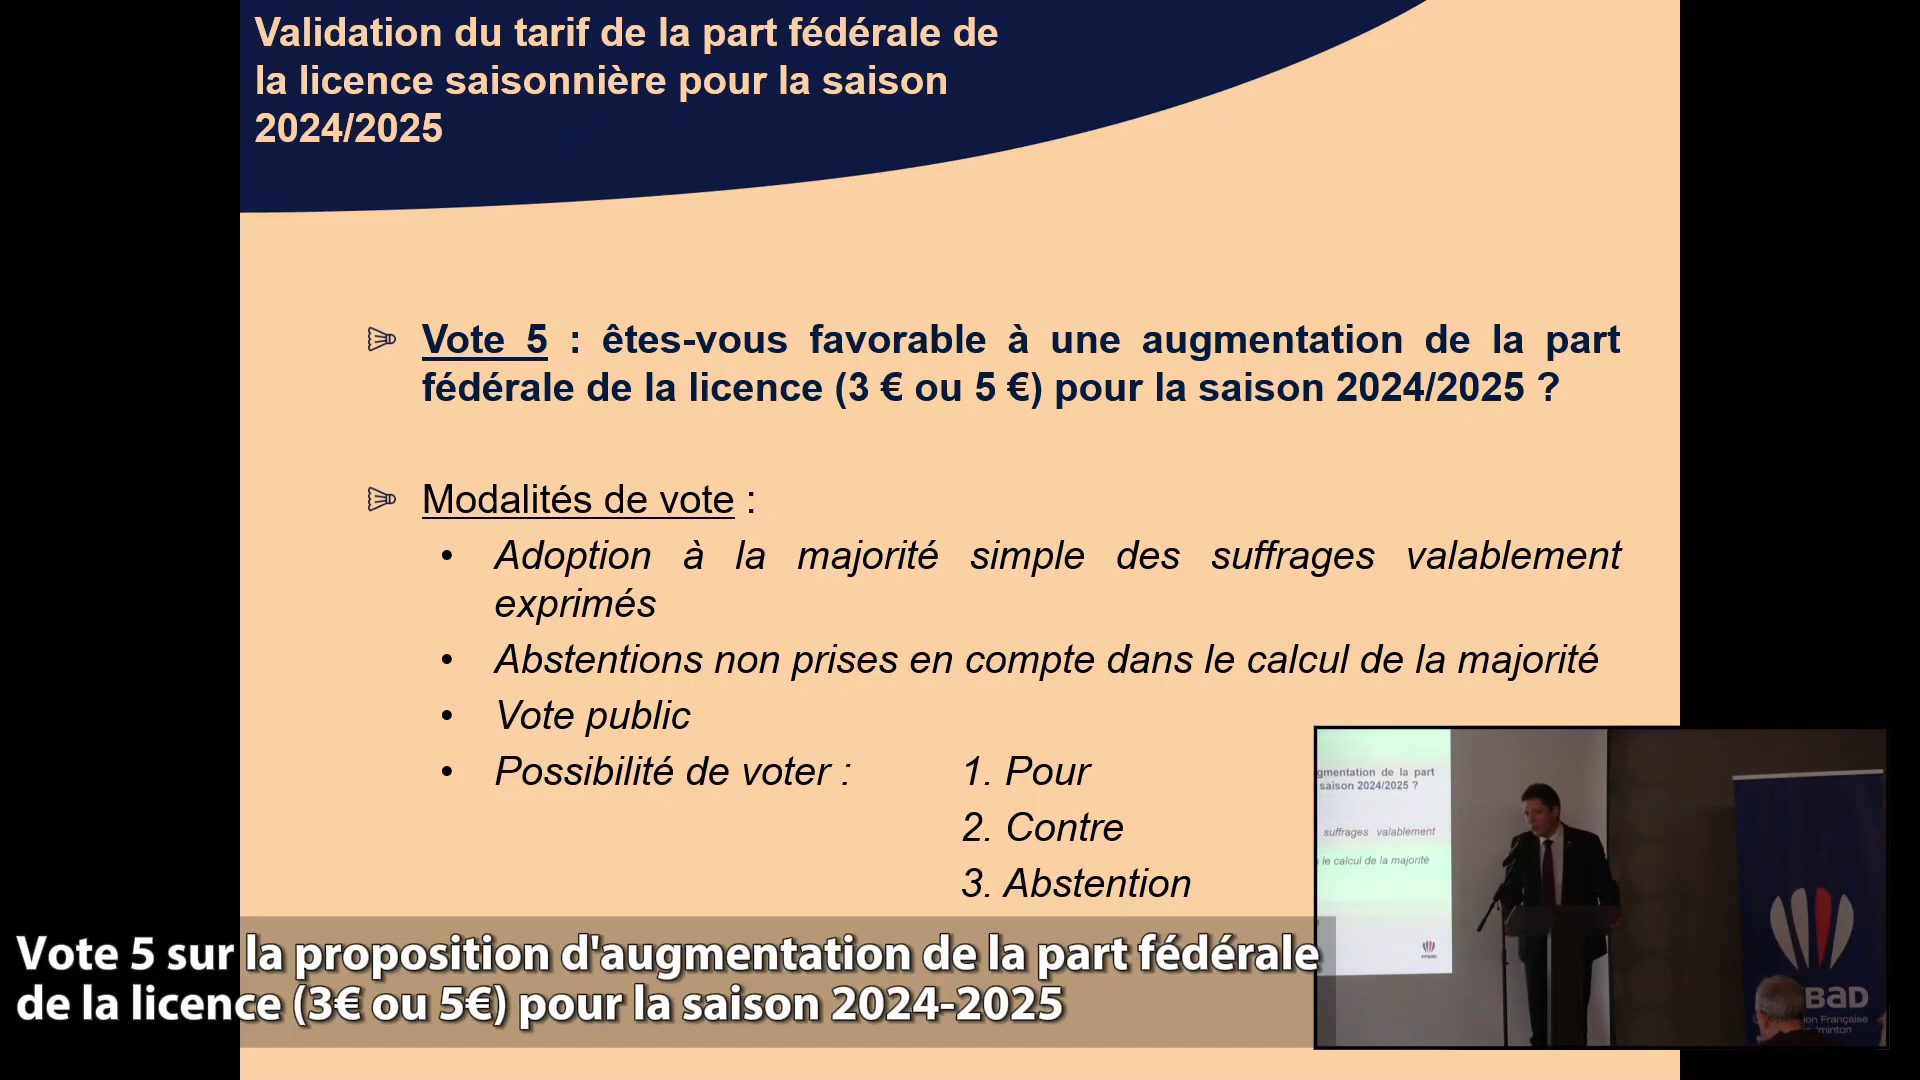 Validation du tarif de la part fédérale de
la licence saisonnière pour la saison
2024/2025
Vote 5 : êtes-vous favorable à une augmentation de la part
fédérale de la licence (3 € ou 5 €) pour la saison 2024/2025 ?
Modalités de vote :
• Adoption à la majorité simple des suffrages valablement
exprimés
• Abstentions non prises en compte dans le calcul de la majorité
• Vote public
• Possibilité de voter : 1. Pour
2. Contre
3. Abstention
Vote 5 sur la proposition d'augmentation de la part fédérale
de la licence (3€ ou 5€) pour la saison 2024-2025
gmentation de la part
saison 2024/2025 ?
suffrages valablement
le calcul de la majorité
BaD
ion Française
minton